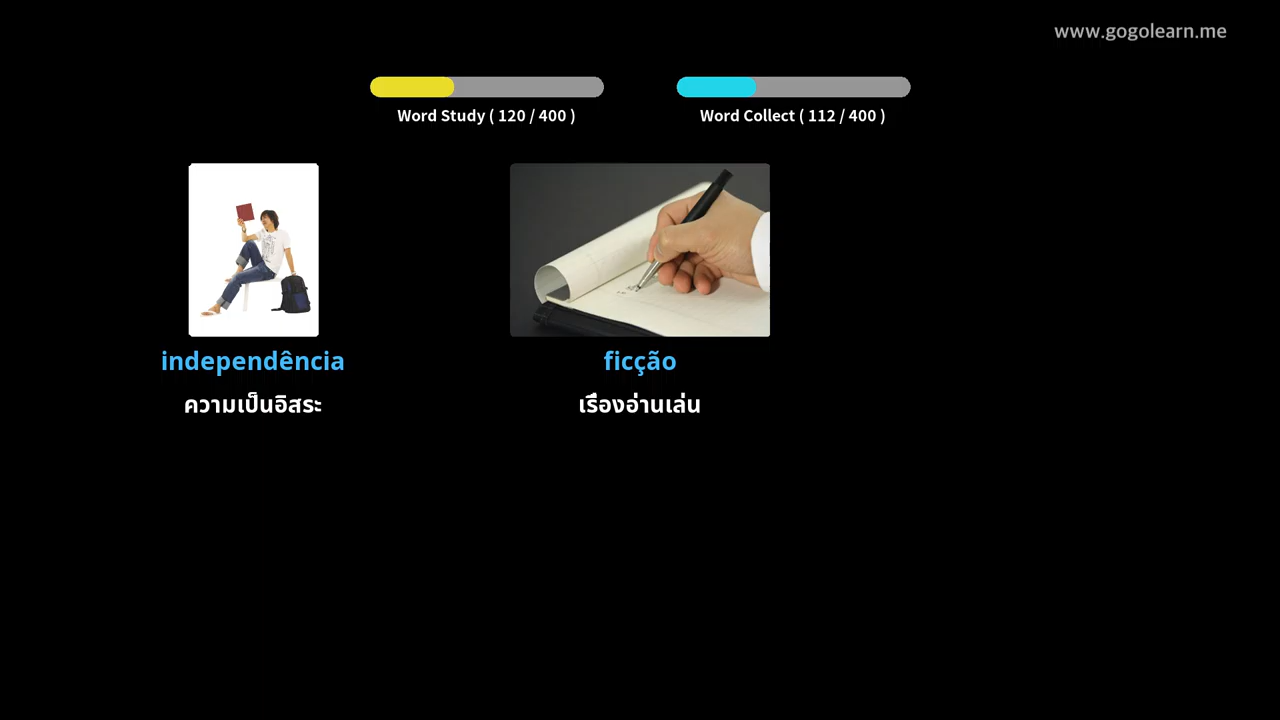 www.gogolearn.me
Word Study ( 120 / 400 )
Word Collect ( 112 / 400 )
independência
ficção
ความเป็นอิสระ
เรื่องอ่านเล่น